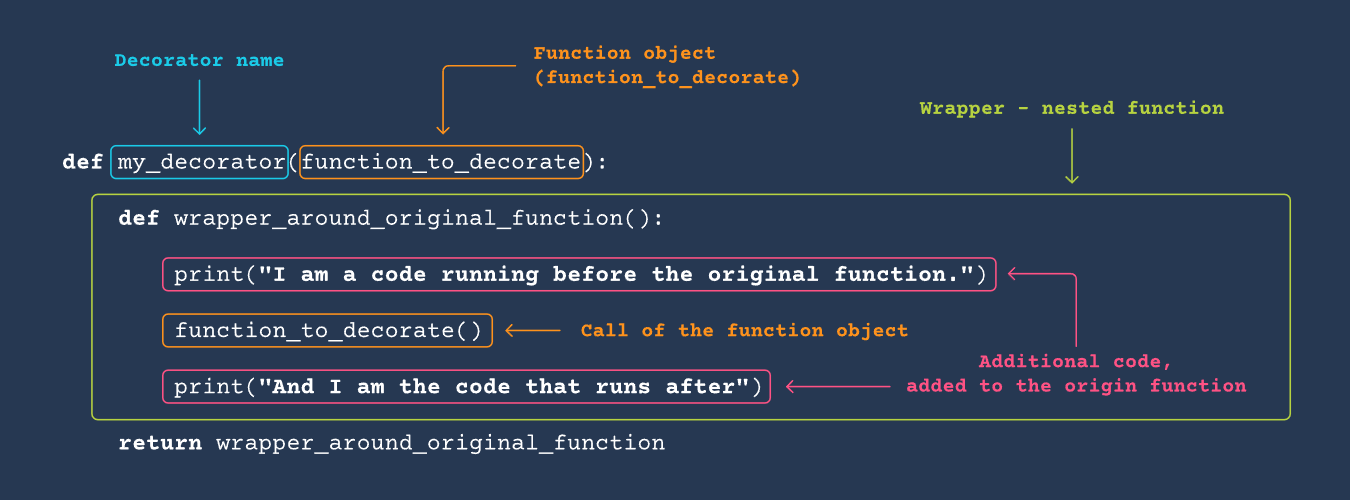 Decorator name
Function object
(function_to_decorate)
Wrapper - nested function
def my_decorator(function_to_decorate):
def wrapper_around_original_function():
print("I am a code running before the original function.")
function_to_decorate()
Call of the function object
print("And I am the code that runs after")
Additional code,
added to the origin function
return wrapper_around_original_function